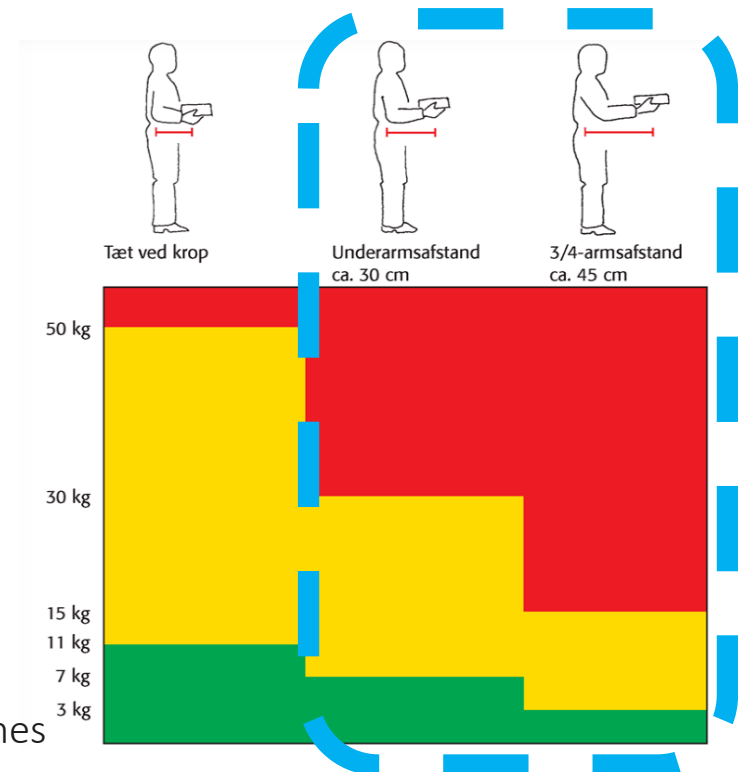 Tæt ved krop
Underarmsafstand
ca. 30 cm
3/4-armsafstand
ca. 45 cm
50 kg
30 kg
15 kg
11 kg
7 kg
3 kg